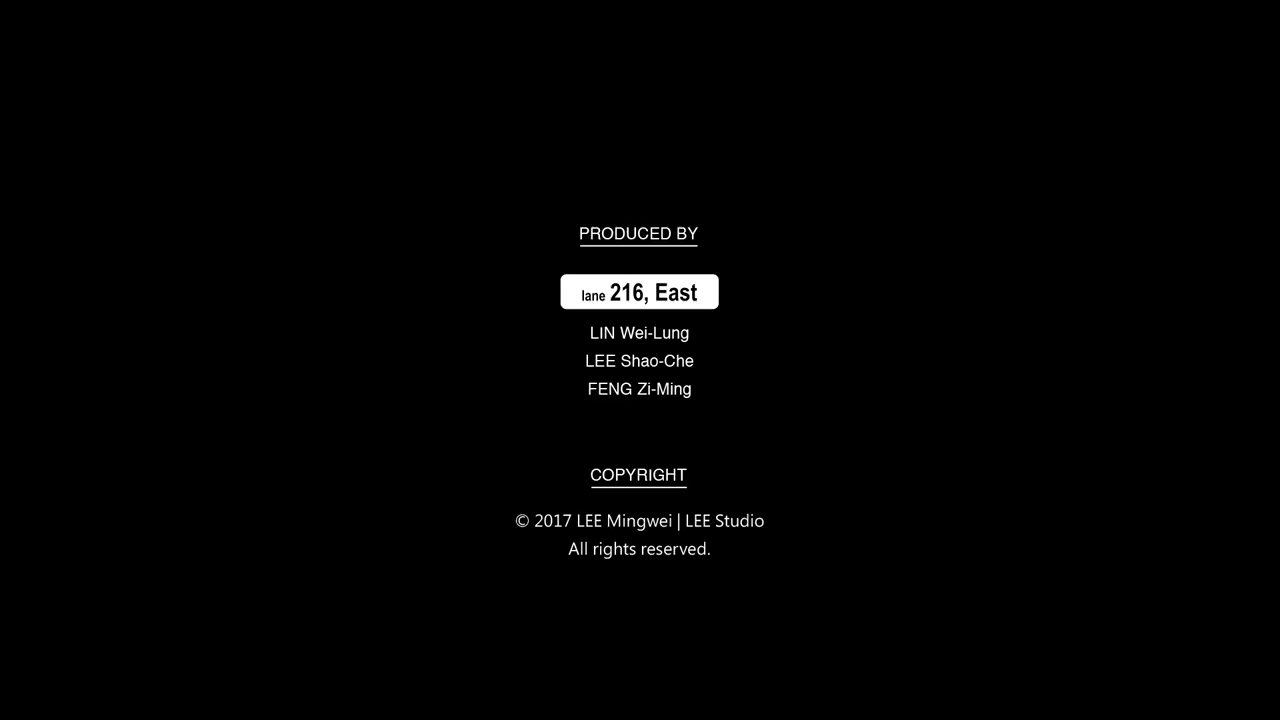 PRODUCED BY
lane 216, East
LIN Wei-Lung
LEE Shao-Che
FENG Zi-Ming
COPYRIGHT
© 2017 LEE Mingwei | LEE Studio
All rights reserved.